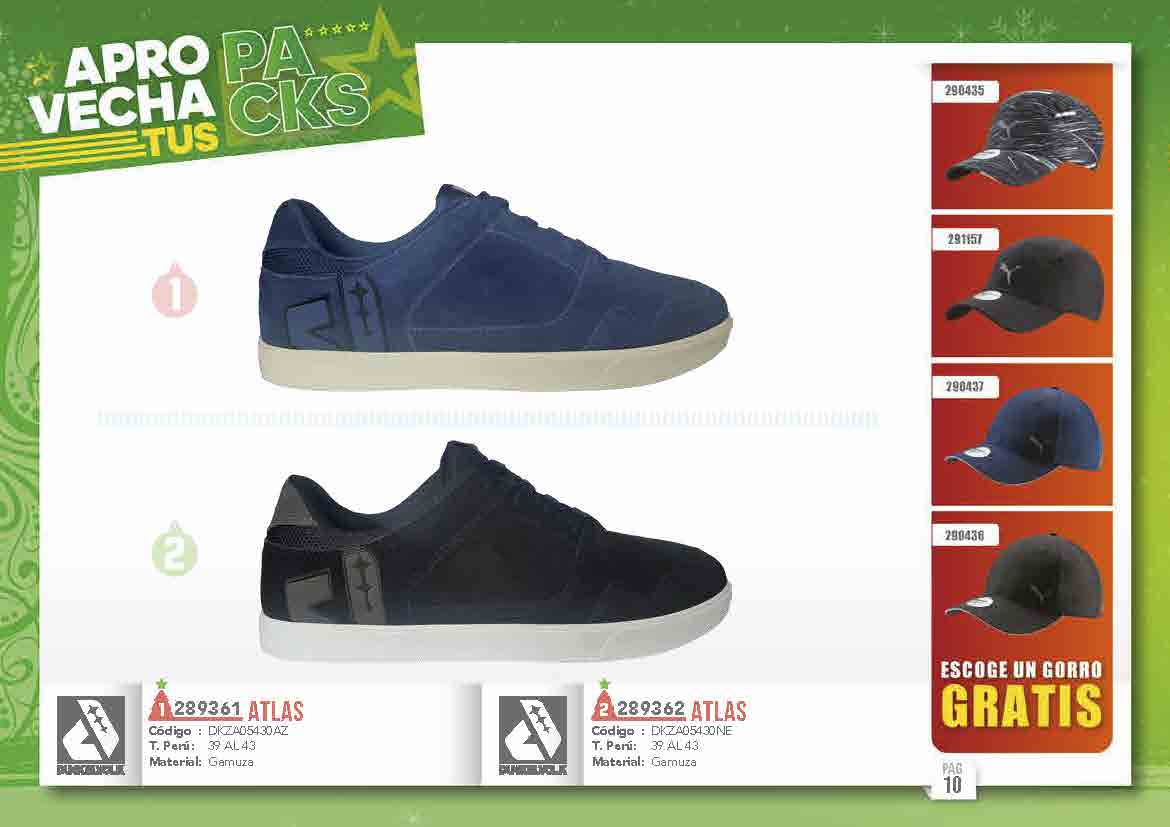 APRO
VECHA
TUS
PA
CKS
1
2
290435
291157
290437
290436
ESCOGE UN GORRO
GRATIS
1 289361 ATLAS
Código : DKZA05430AZ
T. Perú: 39 AL 43
Material: Gamuza
DUNKELVOLK
2 289362 ATLAS
Código : DKZA05430NE
T. Perú: 39 AL 43
Material: Gamuza
DUNKELVOLK
PAG
10